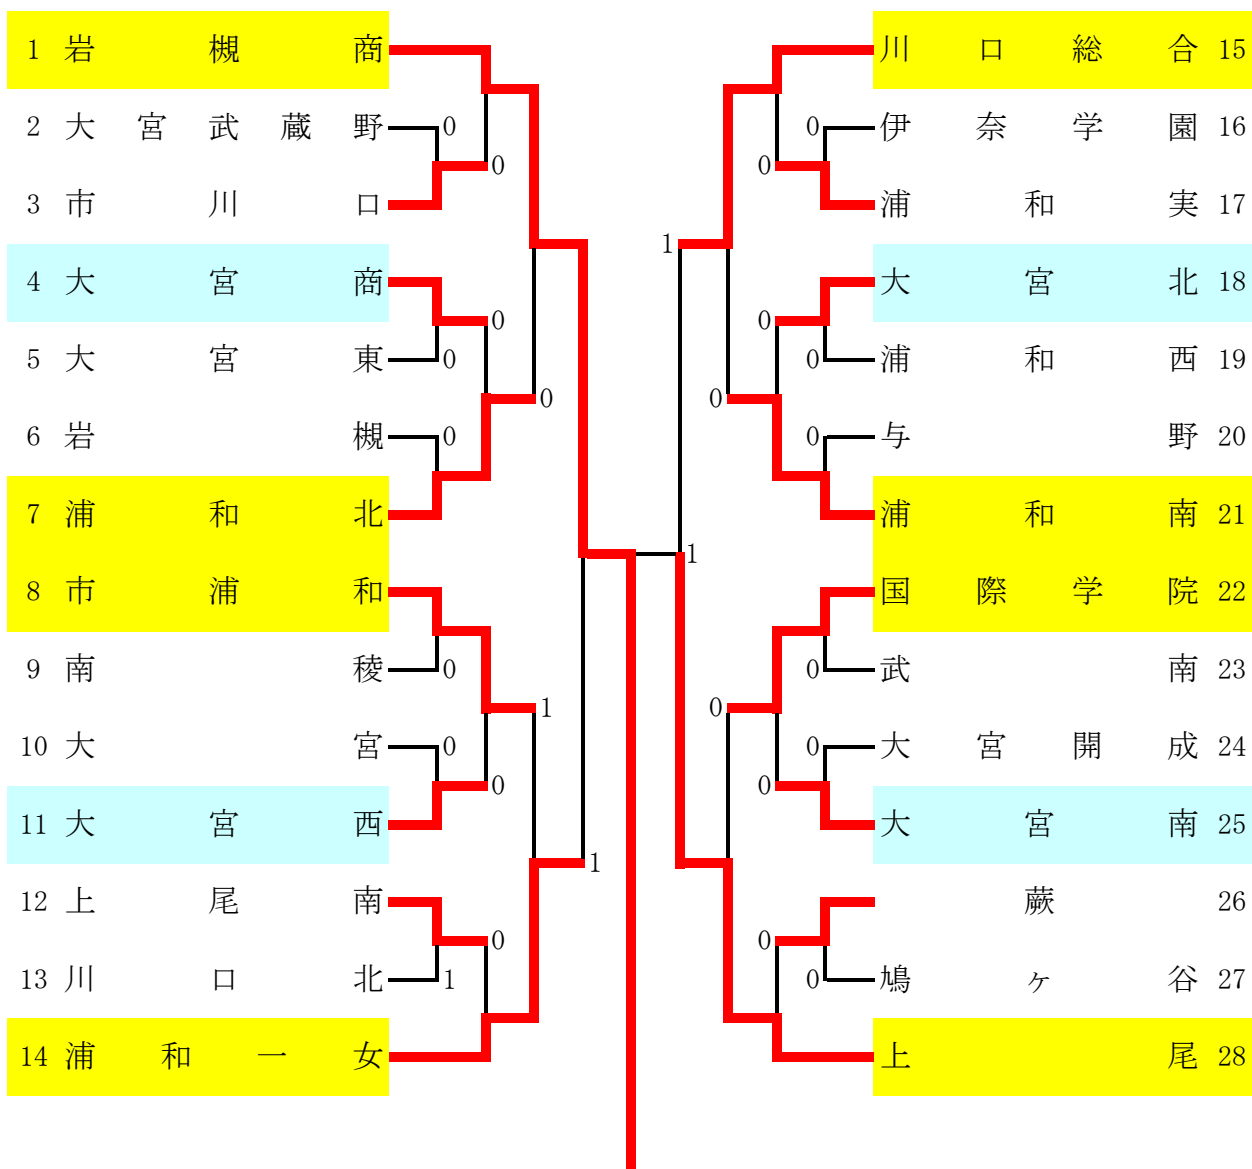 1 岩槻商
2 大宮武蔵野 0
0
3 市川口
4 大宮商
0
5 大宮東 0
0
6 岩槻 0
7 浦和北
8 市浦和
9 南稜 0
1
10 大宮 0
0
11 大宮西
1
12 上尾南
0
13 川口北 1
14 浦和一女
川口総合 15
0 伊奈学園 16
0
浦和実 17
1
大宮北 18
0
0 浦和西 19
0
0 与野 20
浦和南 21
1
国際学院 22
0 武南 23
0
0 大宮開成 24
0
大宮南 25
蕨 26
0
0 鳩ヶ谷 27
上尾 28